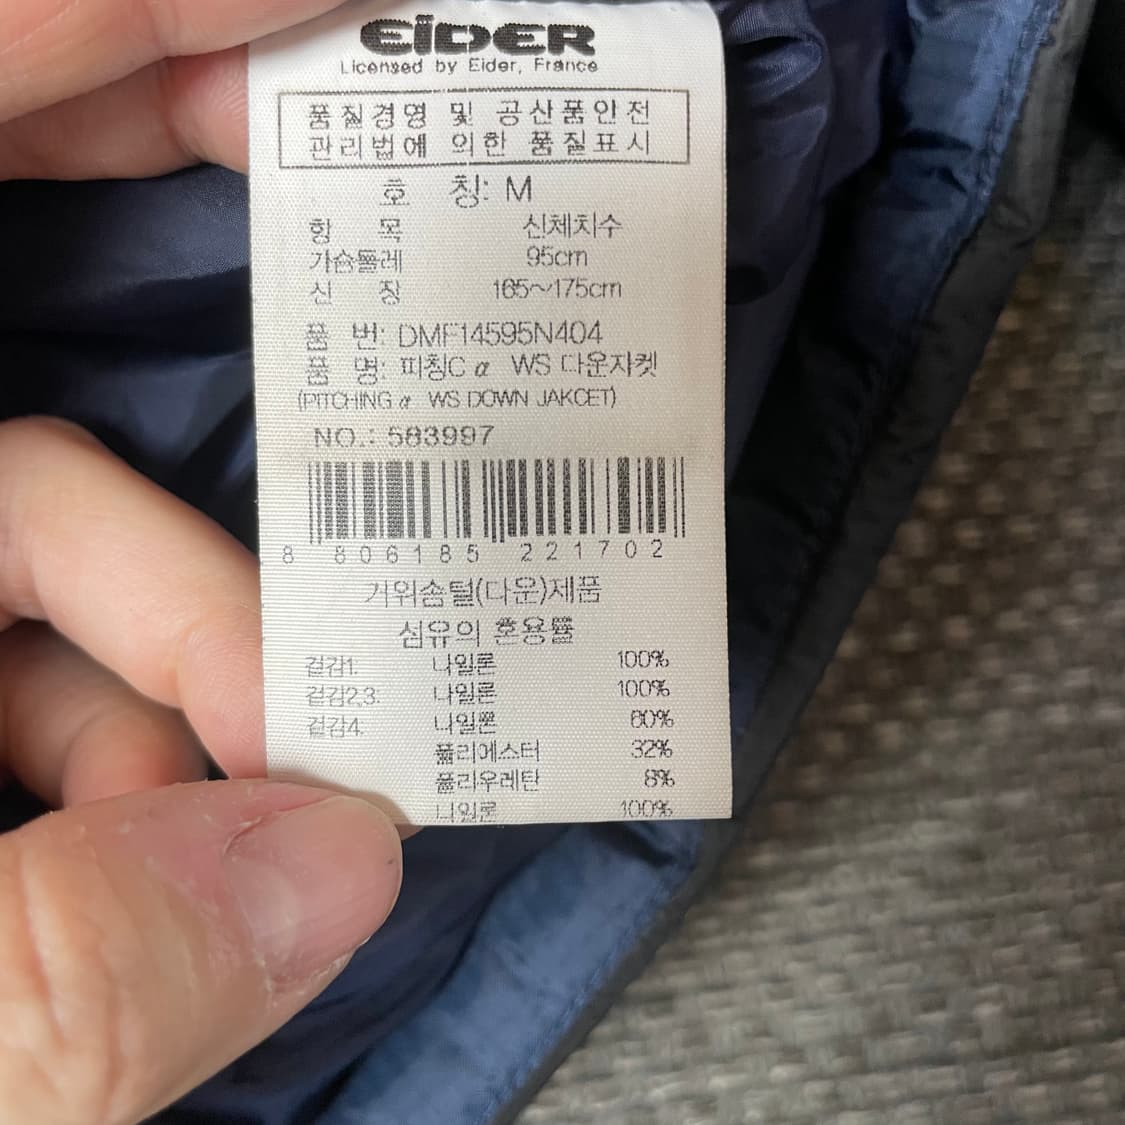 EiDER
Licensed by Eider, France
품질경영 및 공산품안전
관리법에 의한 품질표시
호 칭: M
항 목 신체치수
가슴둘레 95cm
신 장 165~175cm
품 번: DMF14595N404
품 명: 피칭C α WS 다운자켓
(PITCHING α WS DOWN JAKCET)
NO.: 583997
8 806185 221702
거위솜털(다운)제품
섬유의 혼용률
겉감1: 나일론 100%
겉감2,3: 나일론 100%
겉감4: 나일론 60%
폴리에스터 32%
폴리우레탄 8%
나일론 100%